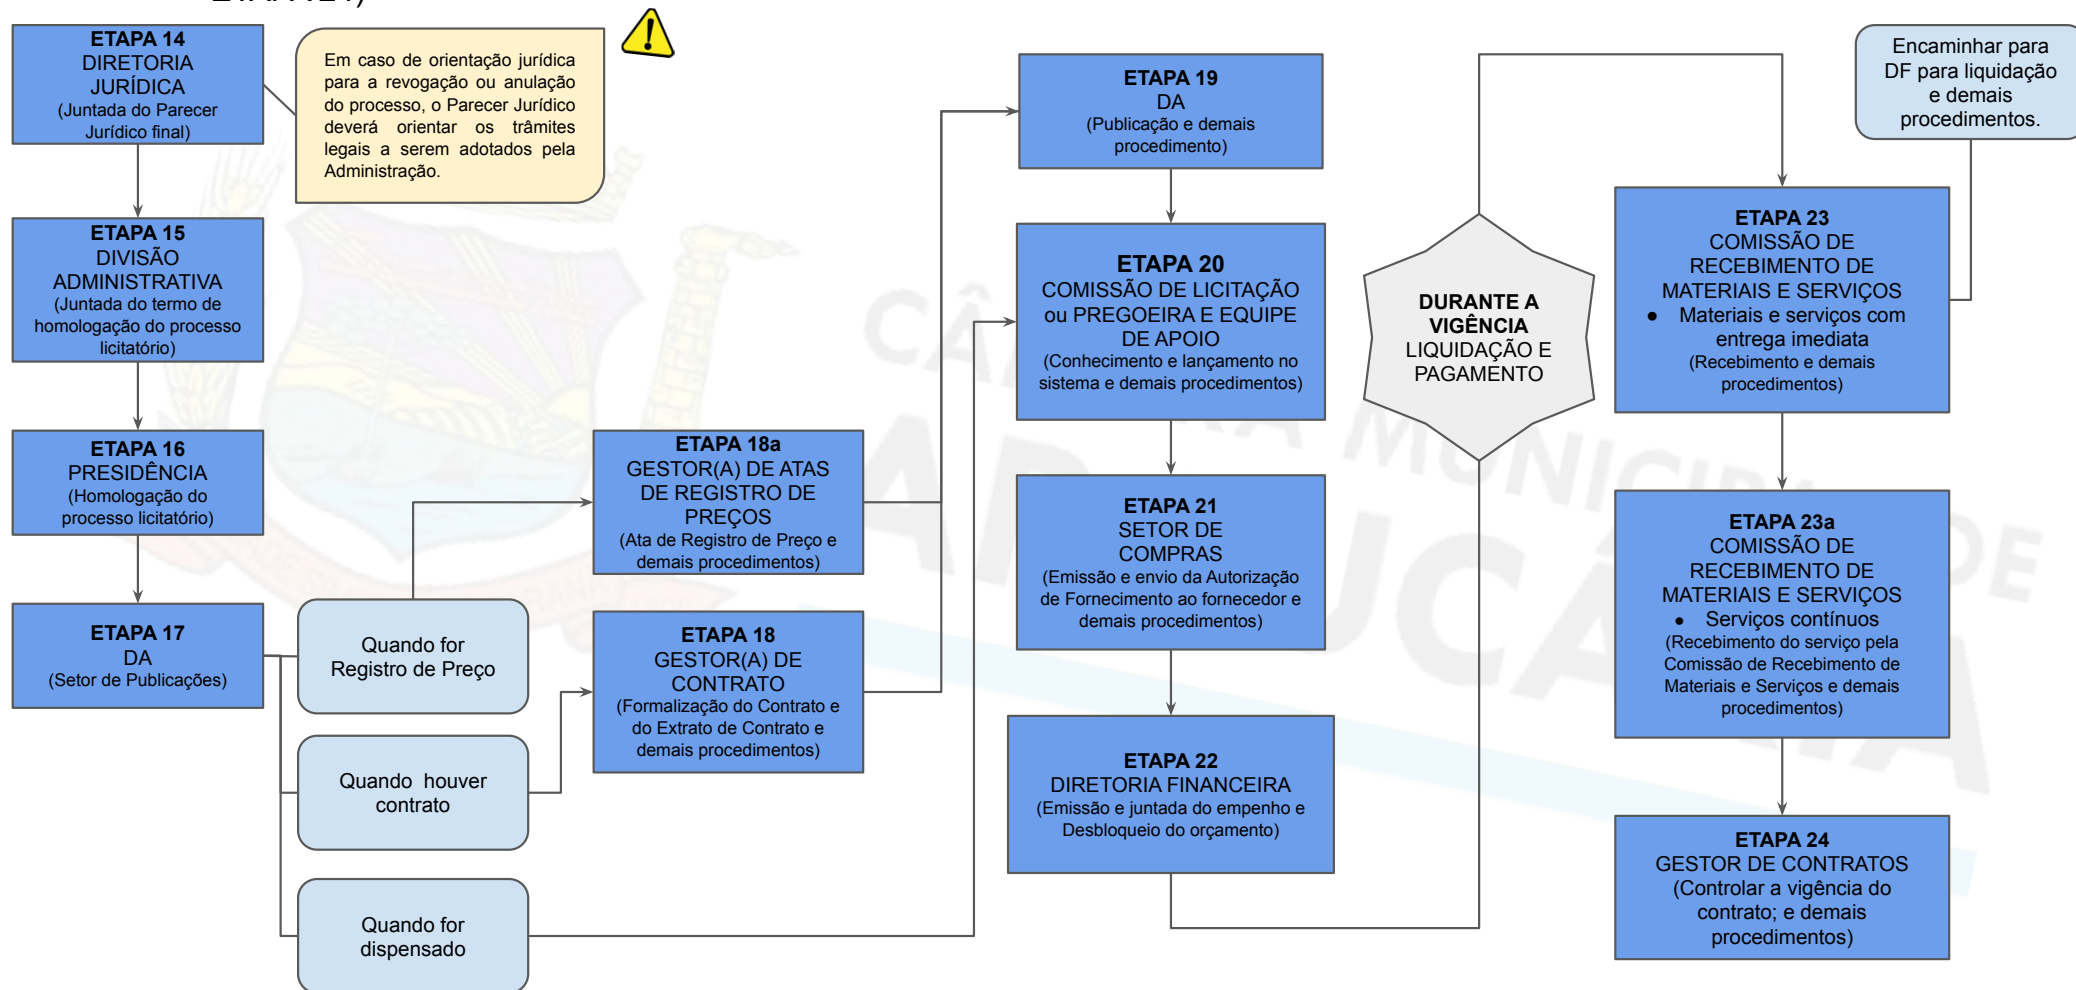 ETAPA 14
DIRETORIA
JURÍDICA
(Juntada do Parecer
Jurídico final)
Em caso de orientação jurídica
para a revogação ou anulação
do processo, o Parecer Jurídico
deverá orientar os trâmites
legais a serem adotados pela
Administração.
ETAPA 15
DIVISÃO
ADMINISTRATIVA
(Juntada do termo de
homologação do processo
licitatório)
ETAPA 16
PRESIDÊNCIA
(Homologação do
processo licitatório)
ETAPA 17
DA
(Setor de Publicações)
Quando for
Registro de Preço
Quando houver
contrato
Quando for
dispensado
ETAPA 18a
GESTOR(A) DE ATAS
DE REGISTRO DE
PREÇOS
(Ata de Registro de Preço e
demais procedimentos)
ETAPA 18
GESTOR(A) DE
CONTRATO
(Formalização do Contrato e
do Extrato de Contrato e
demais procedimentos)
ETAPA 19
DA
(Publicação e demais
procedimento)
ETAPA 20
COMISSÃO DE LICITAÇÃO
ou PREGOEIRA E EQUIPE
DE APOIO
(Conhecimento e lançamento no
sistema e demais procedimentos)
ETAPA 21
SETOR DE
COMPRAS
(Emissão e envio da Autorização
de Fornecimento ao fornecedor e
demais procedimentos)
ETAPA 22
DIRETORIA FINANCEIRA
(Emissão e juntada do empenho e
Desbloqueio do orçamento)
DURANTE A
VIGÊNCIA
LIQUIDAÇÃO E
PAGAMENTO
Encaminhar para
DF para liquidação
e demais
procedimentos.
ETAPA 23
COMISSÃO DE
RECEBIMENTO DE
MATERIAIS E SERVIÇOS
● Materiais e serviços com
entrega imediata
(Recebimento e demais
procedimentos)
ETAPA 23a
COMISSÃO DE
RECEBIMENTO DE
MATERIAIS E SERVIÇOS
● Serviços contínuos
(Recebimento do serviço pela
Comissão de Recebimento de
Materiais e Serviços e demais
procedimentos)
ETAPA 24
GESTOR DE CONTRATOS
(Controlar a vigência do
contrato; e demais
procedimentos)